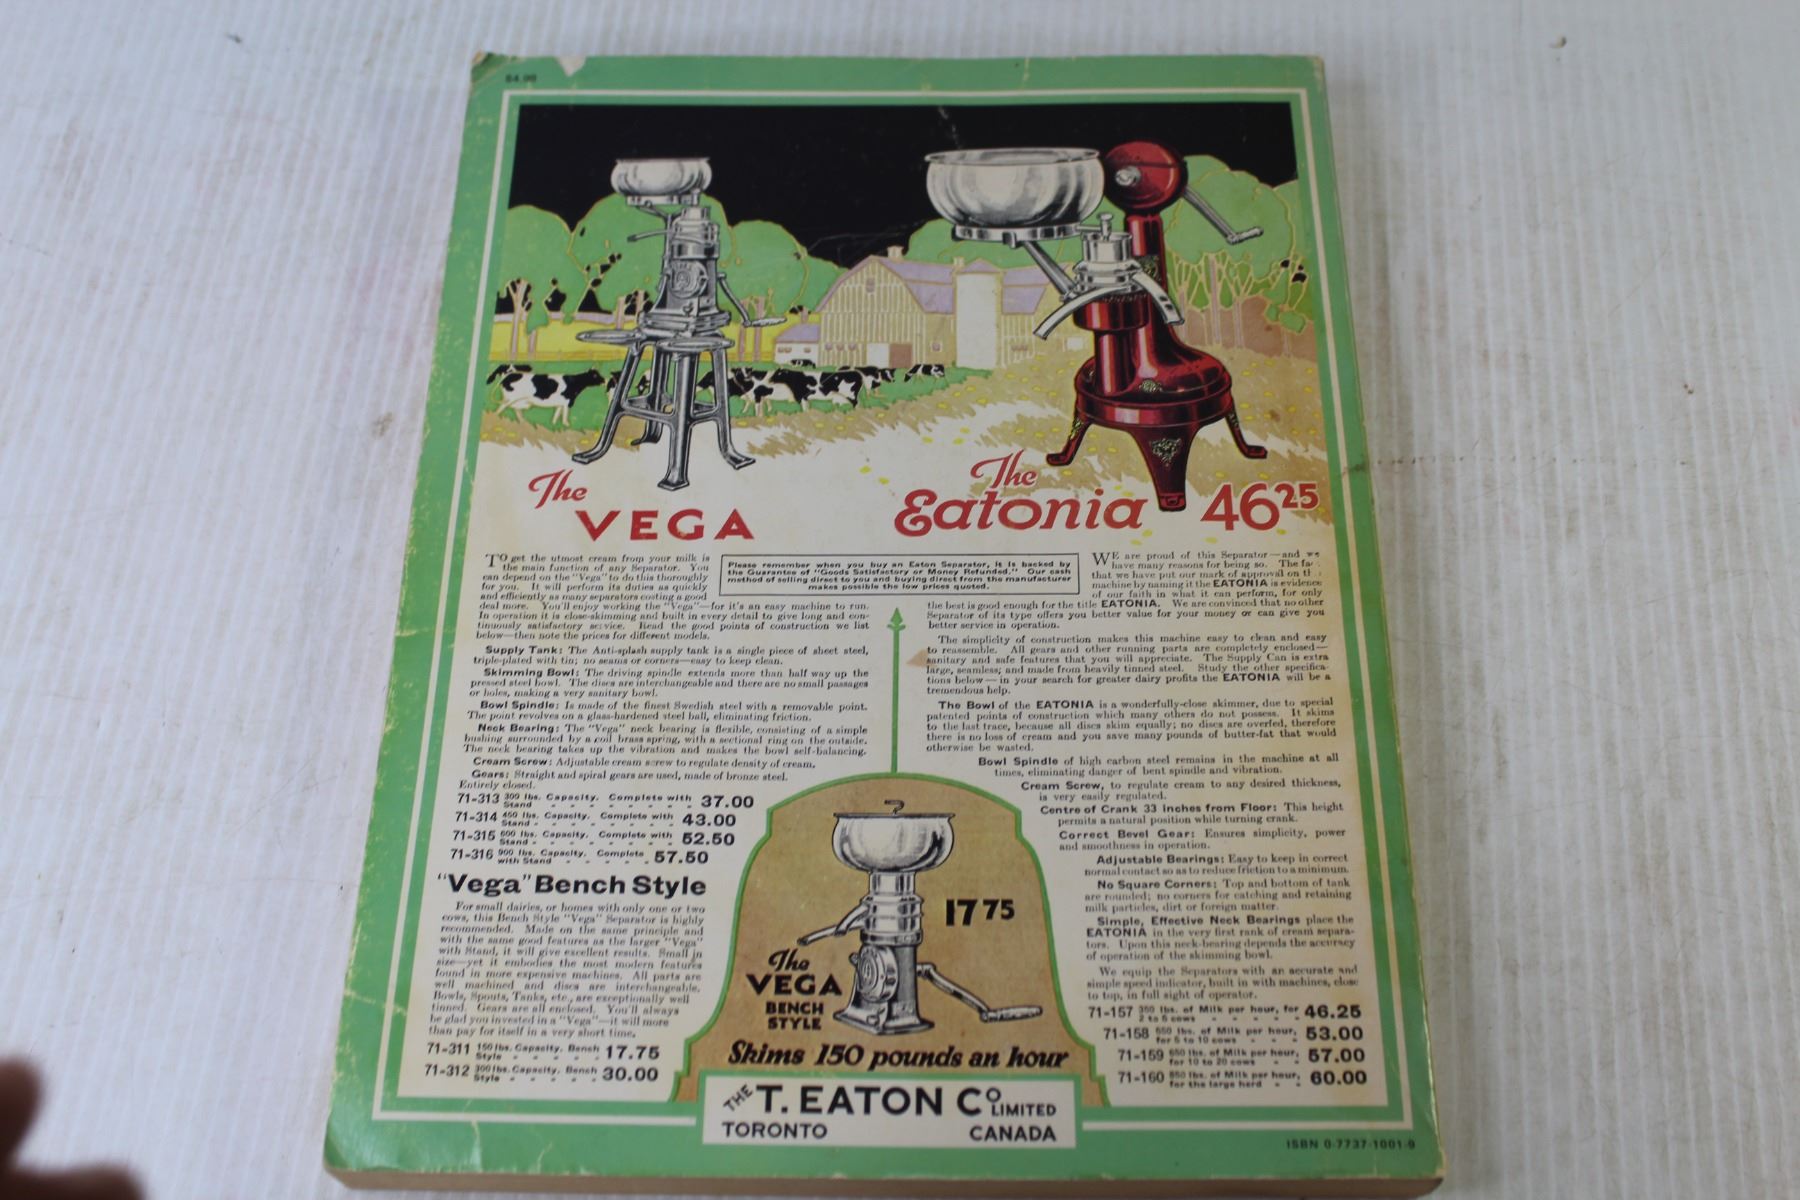 $4.99
The
VEGA
The
Eatonia 46 25
TO get the utmost cream from your milk is
the main function of any Separator. You
can depend on the "Vega" to do this thoroughly
for you. It will perform its duties as quickly
and efficiently as many separators costing a good
deal more. You'll enjoy working the "Vega"—for it's an easy machine to run.
In operation it is close-skimming and built in every detail to give long and con-
tinuously satisfactory service. Read the good points of construction we list
below—then note the prices for different models.
Supply Tank: The Anti-splash supply tank is a single piece of sheet steel,
triple-plated with tin; no seams or corners—easy to keep clean.
Skimming Bowl: The driving spindle extends more than half way up the
pressed steel bowl. The discs are interchangeable and there are no small passages
or holes, making a very sanitary bowl.
Bowl Spindle: Is made of the finest Swedish steel with a removable point.
The point revolves on a glass-hardened steel ball, eliminating friction.
Neck Bearing: The "Vega" neck bearing is flexible, consisting of a simple
bushing surrounded by a coil brass spring, with a sectional ring on the outside.
The neck bearing takes up the vibration and makes the bowl self-balancing.
Cream Screw: Adjustable cream screw to regulate density of cream.
Gears: Straight and spiral gears are used, made of bronze steel.
Entirely closed.
71-313 300 lbs. Capacity. Complete with Stand - - - - - - - 37.00
71-314 450 lbs. Capacity. Complete with Stand - - - - - - - 43.00
71-315 600 lbs. Capacity. Complete with Stand - - - - - - - 52.50
71-316 900 lbs. Capacity. Complete with Stand - - - - 57.50
"Vega" Bench Style
For small dairies, or homes with only one or two
cows, this Bench Style "Vega" Separator is highly
recommended. Made on the same principle and
with the same good features as the larger "Vega"
with Stand, it will give excellent results. Small in
size—yet it embodies the most modern features
found in more expensive machines. All parts are
well machined and discs are interchangeable.
Bowls, Spouts, Tanks, etc., are exceptionally well
tinned. Gears are all enclosed. You'll always
be glad you invested in a "Vega"—it will more
than pay for itself in a very short time.
71-311 150 lbs. Capacity. Bench Style - - - - - 17.75
71-312 300 lbs. Capacity. Bench Style - - - - - 30.00
Please remember when you buy an Eaton Separator, it is backed by
the Guarantee of "Goods Satisfactory or Money Refunded." Our cash
method of selling direct to you and buying direct from the manufacturer
makes possible the low prices quoted.
WE are proud of this Separator—and we
have many reasons for being so. The
that we have put our mark of approval on
machine by naming it the EATONIA is evidence
of our faith in what it can perform, for only
the best is good enough for the title EATONIA. We are convinced that no other
Separator of its type offers you better value for your money or can give you
better service in operation.
The simplicity of construction makes this machine easy to clean and easy
to reassemble. All gears and other running parts are completely enclosed—
sanitary and safe features that you will appreciate. The Supply Can is extra
large, seamless; and made from heavily tinned steel. Study the other specifica-
tions below—in your search for greater dairy profits the EATONIA will be a
tremendous help.
The Bowl of the EATONIA is a wonderfully-close skimmer, due to special
patented points of construction which many others do not possess. It skims
to the last trace, because all discs skim equally; no discs are overfed, therefore
there is no loss of cream and you save many pounds of butter-fat that would
otherwise be wasted.
Bowl Spindle of high carbon steel remains in the machine at all
times, eliminating danger of bent spindle and vibration.
Cream Screw, to regulate cream to any desired thickness,
is very easily regulated.
Centre of Crank 33 Inches from Floor: This height
permits a natural position while turning crank.
Correct Bevel Gear: Ensures simplicity, power
and smoothness in operation.
Adjustable Bearings: Easy to keep in correct
normal contact so as to reduce friction to a minimum.
No Square Corners: Top and bottom of tank
are rounded; no corners for catching and retaining
milk particles, dirt or foreign matter.
Simple, Effective Neck Bearings place the
EATONIA in the very first rank of cream separa-
tors. Upon this neck-bearing depends the accuracy
of operation of the skimming bowl.
We equip the Separators with an accurate and
simple speed indicator, built in with machines, close
to top, in full sight of operator.
71-157 350 lbs. of Milk per hour, for 2 to 5 cows - - - - - 46.25
71-158 550 lbs. of Milk per hour, for 5 to 10 cows - - - - 53.00
71-159 650 lbs. of Milk per hour, for 10 to 20 cows - - 57.00
71-160 850 lbs. of Milk per hour, for the large herd - - 60.00
17 75
The
VEGA
BENCH
STYLE
Skims 150 pounds an hour
THE T. EATON Co LIMITED
TORONTO CANADA
ISBN 0-7737-1001-9